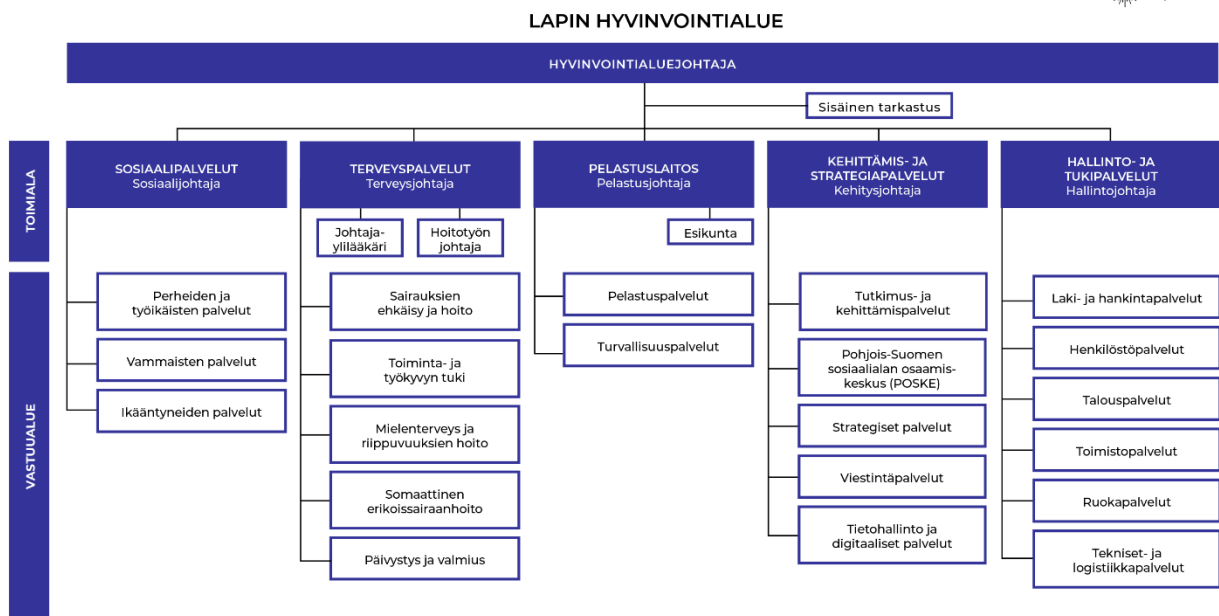 LAPIN HYVINVOINTIALUE
HYVINVOINTIALUEJOHTAJA
Sisäinen tarkastus
TOIMIALA
SOSIAALIPALVELUT
Sosiaalijohtaja
TERVEYSPALVELUT
Terveysjohtaja
PELASTUSLAITOS
Pelastusjohtaja
KEHITTÄMIS- JA
STRATEGIAPALVELUT
Kehitysjohtaja
HALLINTO- JA
TUKIPALVELUT
Hallintojohtaja
Johtaja-
ylilääkäri
Hoitotyön
johtaja
Esikunta
VASTUUALUE
Perheiden ja
työikäisten palvelut
Vammaisten palvelut
Ikääntyneiden palvelut
Sairauksien
ehkäisy ja hoito
Toiminta- ja
työkyvyn tuki
Mielenterveys ja
riippuvuuksien hoito
Somaattinen
erikoissairaanhoito
Päivystys ja valmius
Pelastuspalvelut
Turvallisuuspalvelut
Tutkimus- ja
kehittämispalvelut
Pohjois-Suomen
sosiaalialan osaamis-
keskus (POSKE)
Strategiset palvelut
Viestintäpalvelut
Tietohallinto ja
digitaaliset palvelut
Laki- ja hankintapalvelut
Henkilöstöpalvelut
Talouspalvelut
Toimistopalvelut
Ruokapalvelut
Tekniset- ja
logistiikkapalvelut